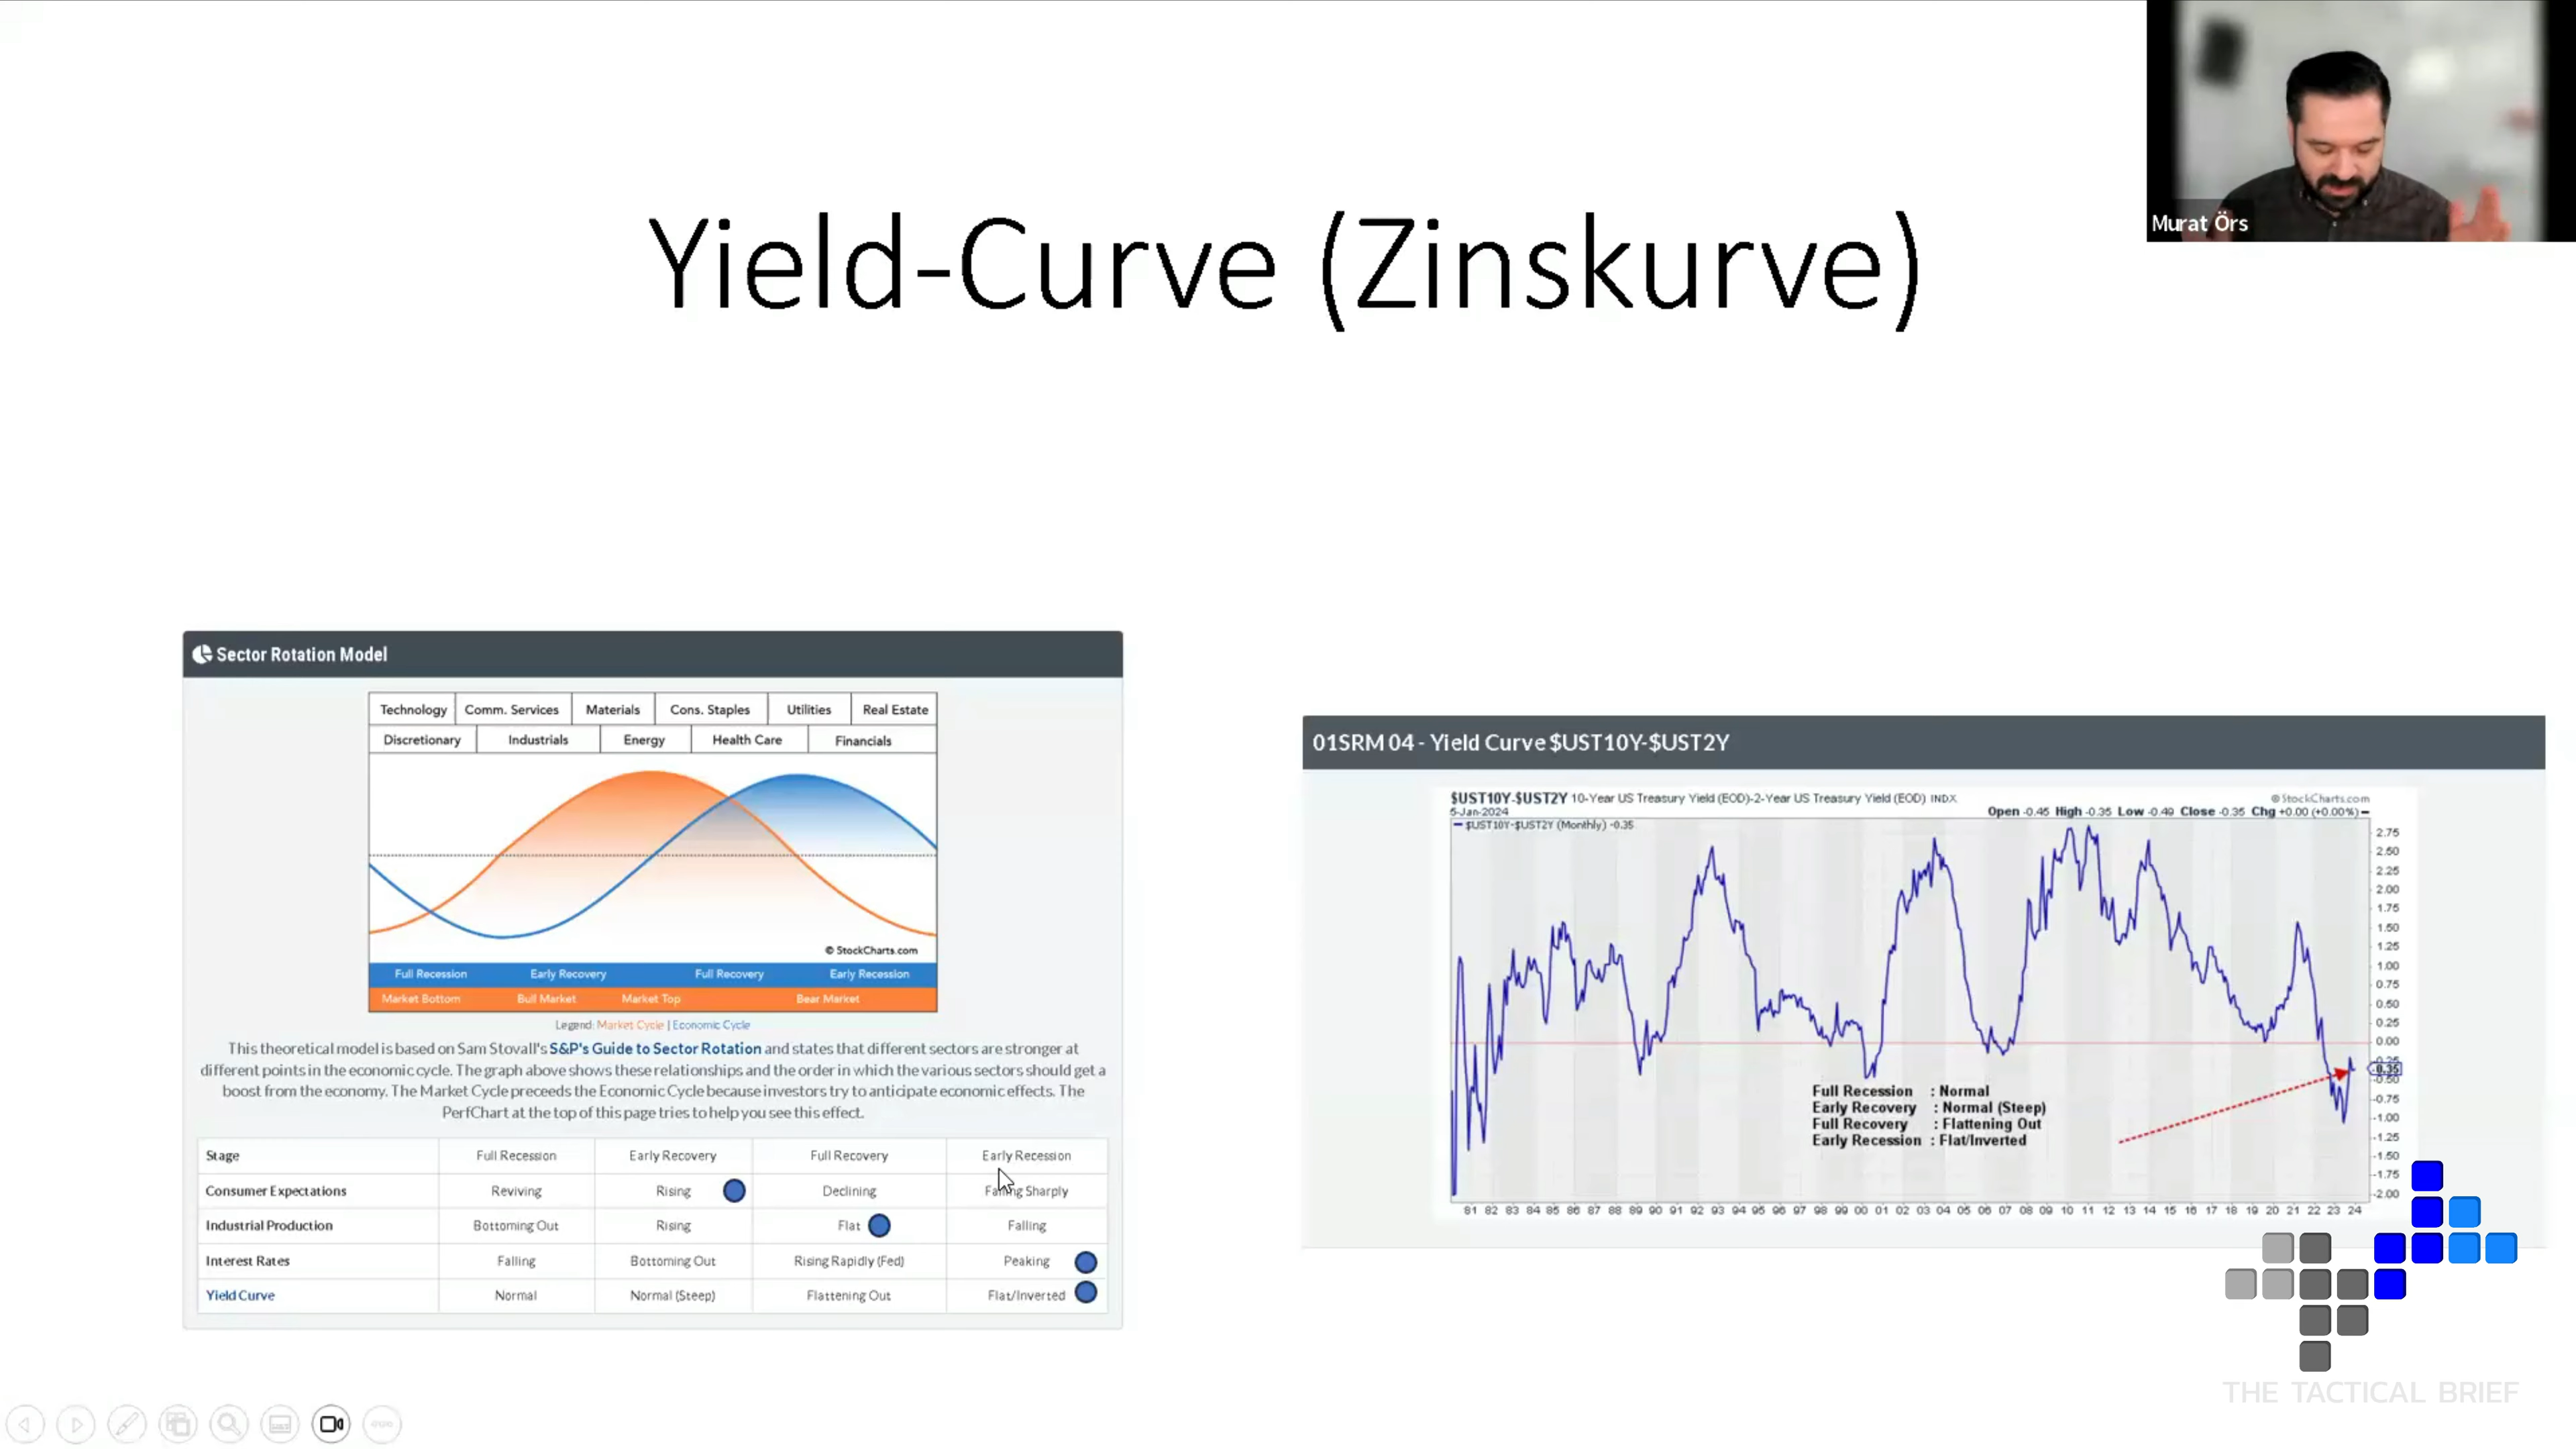 Murat Örs
Yield-Curve (Zinskurve)
Sector Rotation Model
Technology Comm. Services Materials Cons. Staples Utilities Real Estate
Discretionary Industrials Energy Health Care Financials
© StockCharts.com
Full Recession Early Recovery Full Recovery Early Recession
Market Bottom Bull Market Market Top Bear Market
Legend: Market Cycle | Economic Cycle
This theoretical model is based on Sam Stovall's S&P's Guide to Sector Rotation and states that different sectors are stronger at
different points in the economic cycle. The graph above shows these relationships and the order in which the various sectors should get a
boost from the economy. The Market Cycle preceeds the Economic Cycle because investors try to anticipate economic effects. The
PerfChart at the top of this page tries to help you see this effect.
Stage Full Recession Early Recovery Full Recovery Early Recession
Consumer Expectations Reviving Rising Declining Falling Sharply
Industrial Production Bottoming Out Rising Flat Falling
Interest Rates Falling Bottoming Out Rising Rapidly (Fed) Peaking
Yield Curve Normal Normal (Steep) Flattening Out Flat/Inverted
01SRM 04 - Yield Curve $UST10Y-$UST2Y
$UST10Y-$UST2Y 10-Year US Treasury Yield (EOD)-2-Year US Treasury Yield (EOD) INDX
© StockCharts.com
5-Jan-2024
Open -0.45 High -0.35 Low -0.49 Close -0.35 Chg +0.00 (+0.00%)
$UST10Y-$UST2Y (Monthly) -0.35
2.75
2.50
2.25
2.00
1.75
1.50
1.25
1.00
0.75
0.50
0.25
0.00
-0.25
-0.35
-0.50
-0.75
-1.00
-1.25
-1.50
-1.75
-2.00
Full Recession : Normal
Early Recovery : Normal (Steep)
Full Recovery : Flattening Out
Early Recession : Flat/Inverted
81 82 83 84 85 86 87 88 89 90 91 92 93 94 95 96 97 98 99 00 01 02 03 04 05 06 07 08 09 10 11 12 13 14 15 16 17 18 19 20 21 22 23 24
THE TACTICAL BRIEF